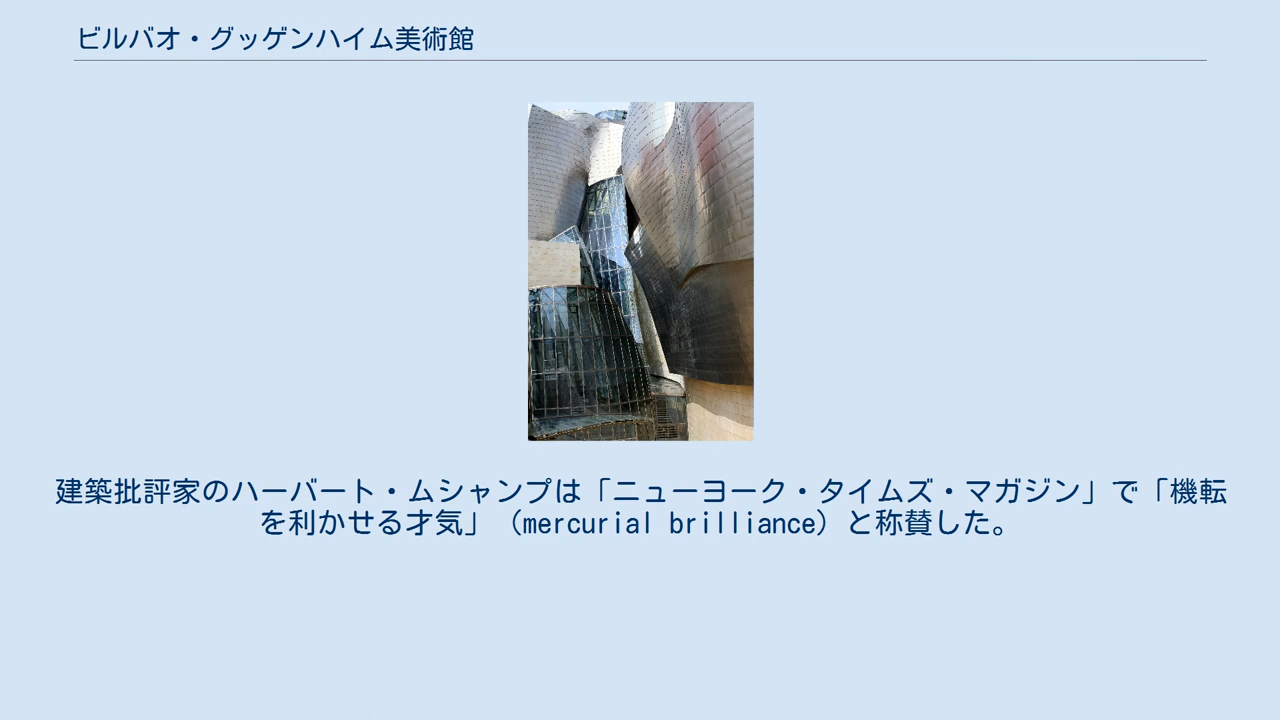 ビルバオ・グッゲンハイム美術館
建築批評家のハーバート・ムシャンプは「ニューヨーク・タイムズ・マガジン」で「機転
を利かせる才気」（mercurial brilliance）と称賛した。